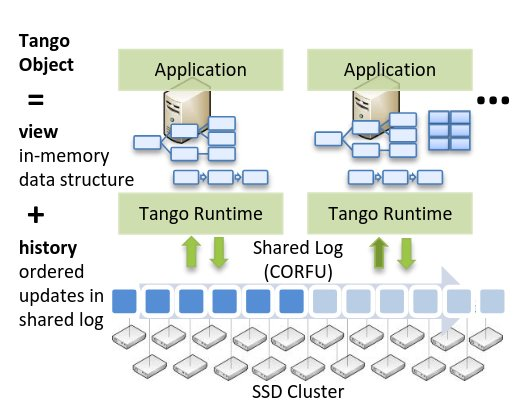 Tango
Object
=
view
in-memory
data structure
+
history
ordered
updates in
shared log
Application
Application
...
Tango Runtime
Tango Runtime
Shared Log
(CORFU)
SSD Cluster